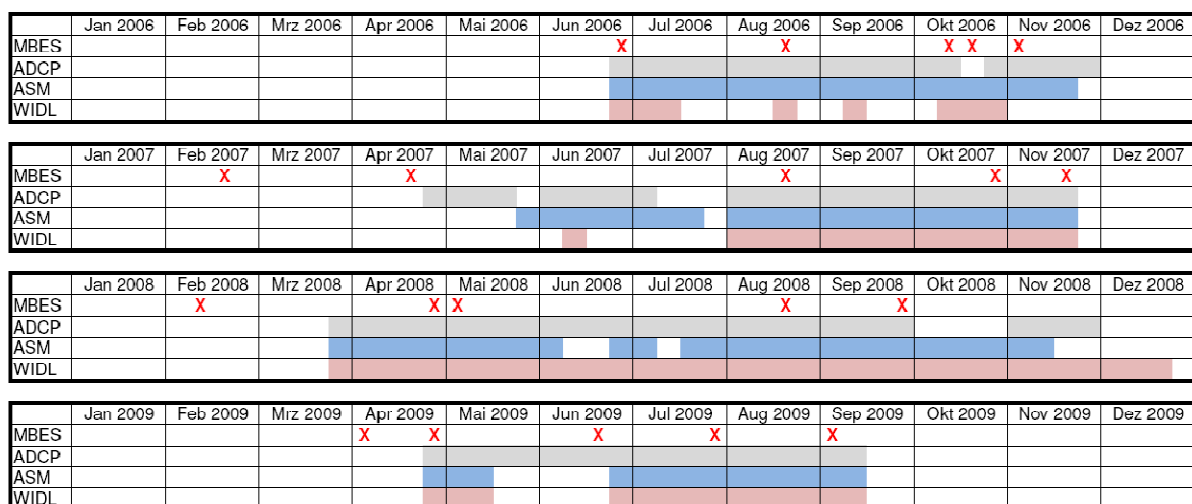 Jan 2006 Feb 2006 Mrz 2006 Apr 2006 Mai 2006 Jun 2006 Jul 2006 Aug 2006 Sep 2006 Okt 2006 Nov 2006 Dez 2006
MBES X X X X X
ADCP
ASM
WIDL
Jan 2007 Feb 2007 Mrz 2007 Apr 2007 Mai 2007 Jun 2007 Jul 2007 Aug 2007 Sep 2007 Okt 2007 Nov 2007 Dez 2007
MBES X X X X X
ADCP
ASM
WIDL
Jan 2008 Feb 2008 Mrz 2008 Apr 2008 Mai 2008 Jun 2008 Jul 2008 Aug 2008 Sep 2008 Okt 2008 Nov 2008 Dez 2008
MBES X X X X X
ADCP
ASM
WIDL
Jan 2009 Feb 2009 Mrz 2009 Apr 2009 Mai 2009 Jun 2009 Jul 2009 Aug 2009 Sep 2009 Okt 2009 Nov 2009 Dez 2009
MBES X X X X X
ADCP
ASM
WIDL